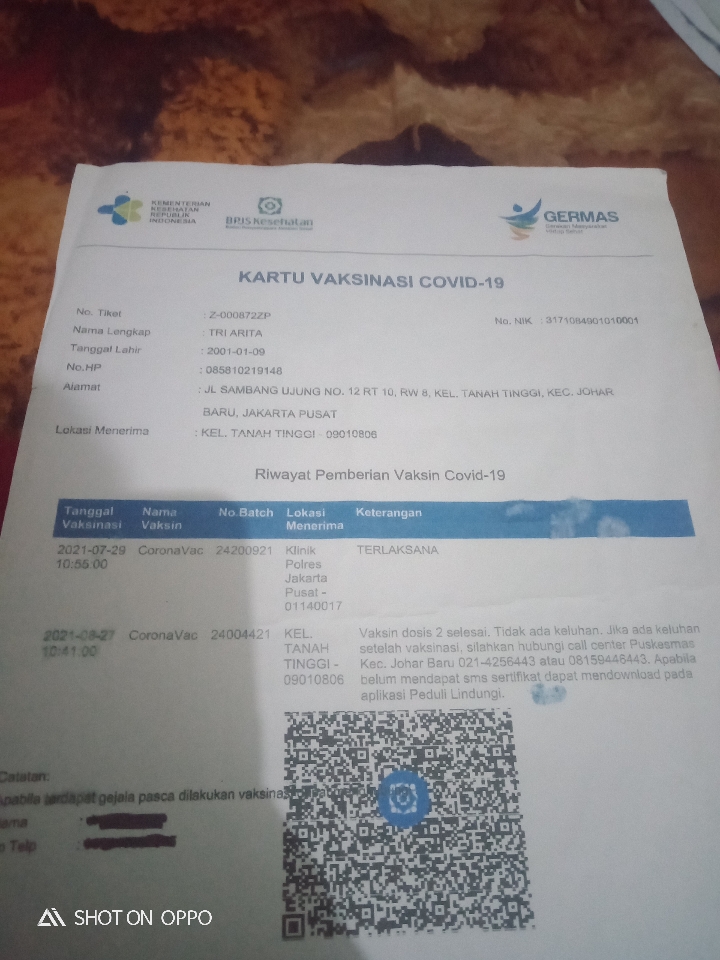 KEMENTERIAN
KESEHATAN
REPUBLIK
INDONESIA
BPJS Kesehatan
GERMAS
Gerakan Masyarakat
Hidup Sehat
KARTU VAKSINASI COVID-19
No. Tiket : Z-000872ZP No. NIK : 3171084901010001
Nama Lengkap : TRI ARITA
Tanggal Lahir : 2001-01-09
No.HP : 085810219148
Alamat : JL SAMBANG UJUNG NO. 12 RT 10, RW 8, KEL. TANAH TINGGI, KEC. JOHAR
BARU, JAKARTA PUSAT
Lokasi Menerima : KEL. TANAH TINGGI - 09010806
Riwayat Pemberian Vaksin Covid-19
Tanggal Vaksinasi Nama Vaksin No.Batch Lokasi Menerima Keterangan
2021-07-29 CoronaVac 24200921 Klinik TERLAKSANA
10:55:00 Polres
Jakarta
Pusat -
01140017
2021-08-27 CoronaVac 24004421 KEL. Vaksin dosis 2 selesai. Tidak ada keluhan. Jika ada keluhan
10:41:00 TANAH setelah vaksinasi, silahkan hubungi call center Puskesmas
TINGGI - Kec. Johar Baru 021-4256443 atau 08159446443. Apabila
09010806 belum mendapat sms sertifikat dapat mendownload pada
aplikasi Peduli Lindungi.
Catatan:
Apabila terdapat gejala pasca dilakukan
Telp :
SHOT ON OPPO